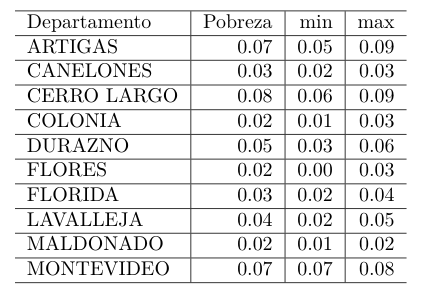 Departamento Pobreza min max
ARTIGAS 0.07 0.05 0.09
CANELONES 0.03 0.02 0.03
CERRO LARGO 0.08 0.06 0.09
COLONIA 0.02 0.01 0.03
DURAZNO 0.05 0.03 0.06
FLORES 0.02 0.00 0.03
FLORIDA 0.03 0.02 0.04
LAVALLEJA 0.04 0.02 0.05
MALDONADO 0.02 0.01 0.02
MONTEVIDEO 0.07 0.07 0.08